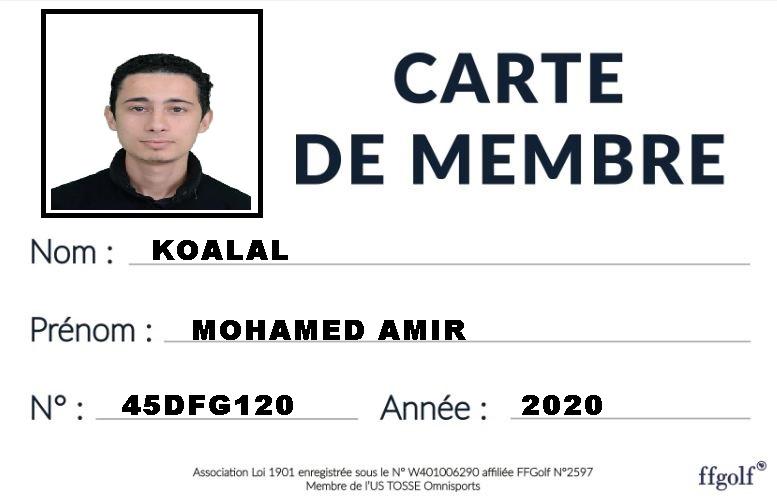 CARTE
DE MEMBRE
Nom : KOALAL
Prénom : MOHAMED AMIR
N° : 45DFG120 Année : 2020
Association Loi 1901 enregistrée sous le N° W401006290 affiliée FFGolf N°2597
Membre de l'US TOSSE Omnisports
ffgolf